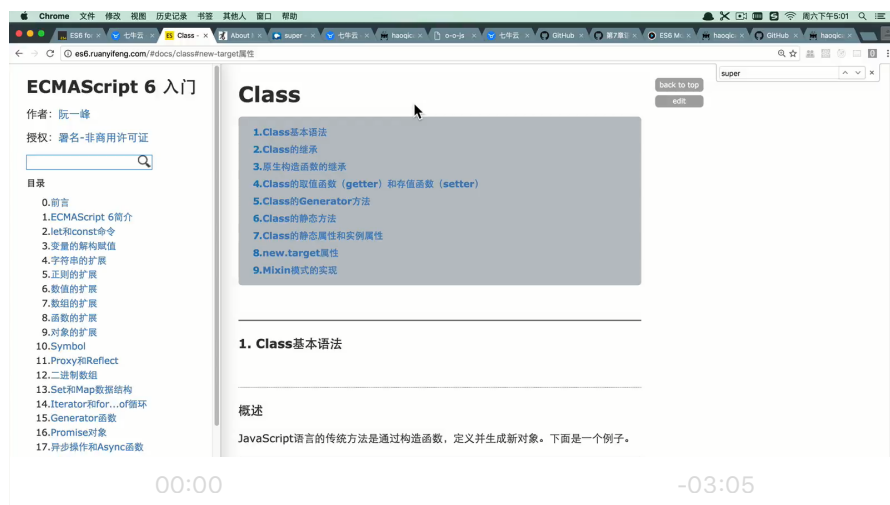 Chrome 文件 修改 视图 历史记录 书签 其他人 窗口 帮助
周六下午5:01
ES6 fo 七牛云 Class - About super - 七牛云 haoqic o-o-js 七牛云 GitHub 第7章 ES6 M haoqic GitHub haoqic
es6.ruanyifeng.com/#docs/class#new-target属性
super
ECMAScript 6 入门
作者：阮一峰
授权：署名-非商用许可证
目录
0.前言
1.ECMAScript 6简介
2.let和const命令
3.变量的解构赋值
4.字符串的扩展
5.正则的扩展
6.数值的扩展
7.数组的扩展
8.函数的扩展
9.对象的扩展
10.Symbol
11.Proxy和Reflect
12.二进制数组
13.Set和Map数据结构
14.Iterator和for...of循环
15.Generator函数
16.Promise对象
17.异步操作和Async函数
back to top
edit
Class
1.Class基本语法
2.Class的继承
3.原生构造函数的继承
4.Class的取值函数（getter）和存值函数（setter）
5.Class的Generator方法
6.Class的静态方法
7.Class的静态属性和实例属性
8.new.target属性
9.Mixin模式的实现
1. Class基本语法
概述
JavaScript语言的传统方法是通过构造函数，定义并生成新对象。下面是一个例子。
00:00
-03:05